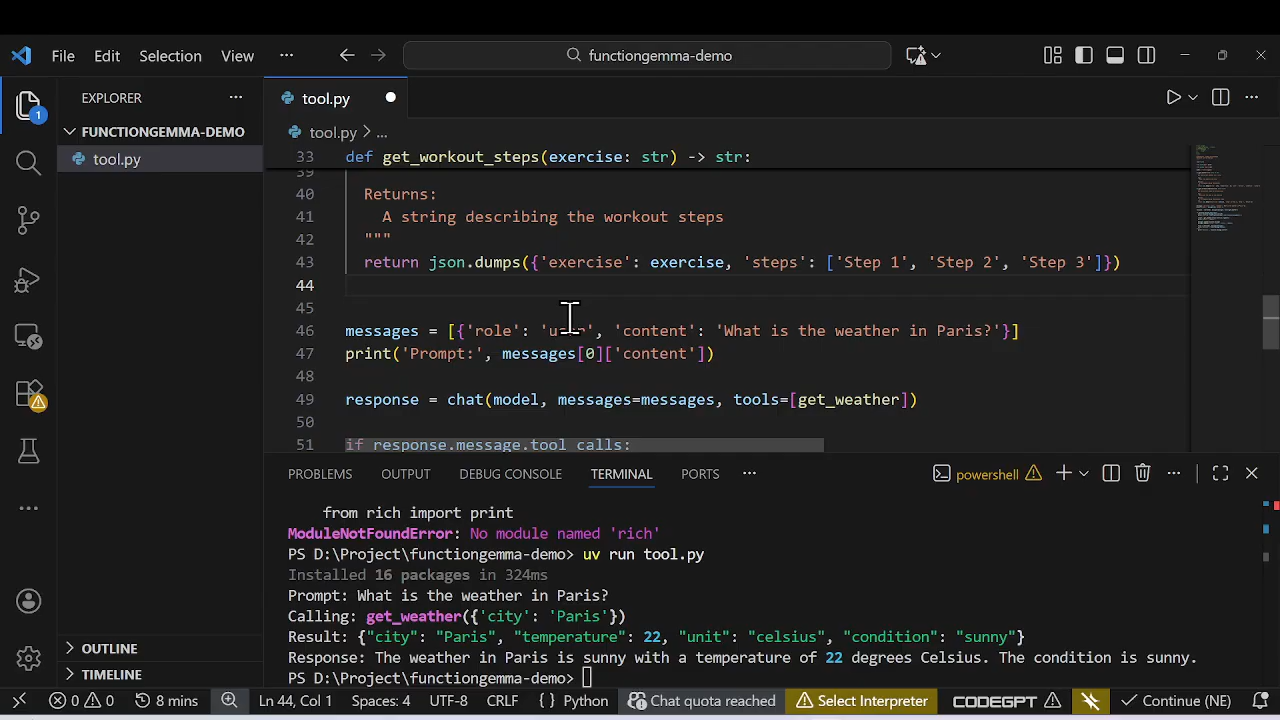 File Edit Selection View ··· functiongemma-demo
EXPLORER ··· tool.py
FUNCTIONGEMMA-DEMO
tool.py > ...
tool.py
33 def get_workout_steps(exercise: str) -> str:
40 Returns:
41 A string describing the workout steps
42 """
43 return json.dumps({'exercise': exercise, 'steps': ['Step 1', 'Step 2', 'Step 3']})
44
45
46 messages = [{'role': 'user', 'content': 'What is the weather in Paris?'}]
47 print('Prompt:', messages[0]['content'])
48
49 response = chat(model, messages=messages, tools=[get_weather])
50
51 if response.message.tool_calls:
PROBLEMS OUTPUT DEBUG CONSOLE TERMINAL PORTS ··· powershell
from rich import print
ModuleNotFoundError: No module named 'rich'
PS D:\Project\functiongemma-demo> uv run tool.py
Installed 16 packages in 324ms
Prompt: What is the weather in Paris?
Calling: get_weather({'city': 'Paris'})
Result: {"city": "Paris", "temperature": 22, "unit": "celsius", "condition": "sunny"}
Response: The weather in Paris is sunny with a temperature of 22 degrees Celsius. The condition is sunny.
PS D:\Project\functiongemma-demo>
OUTLINE
TIMELINE
0 0 8 mins Ln 44, Col 1 Spaces: 4 UTF-8 CRLF { } Python Chat quota reached Select Interpreter CODEGPT Continue (NE)
1